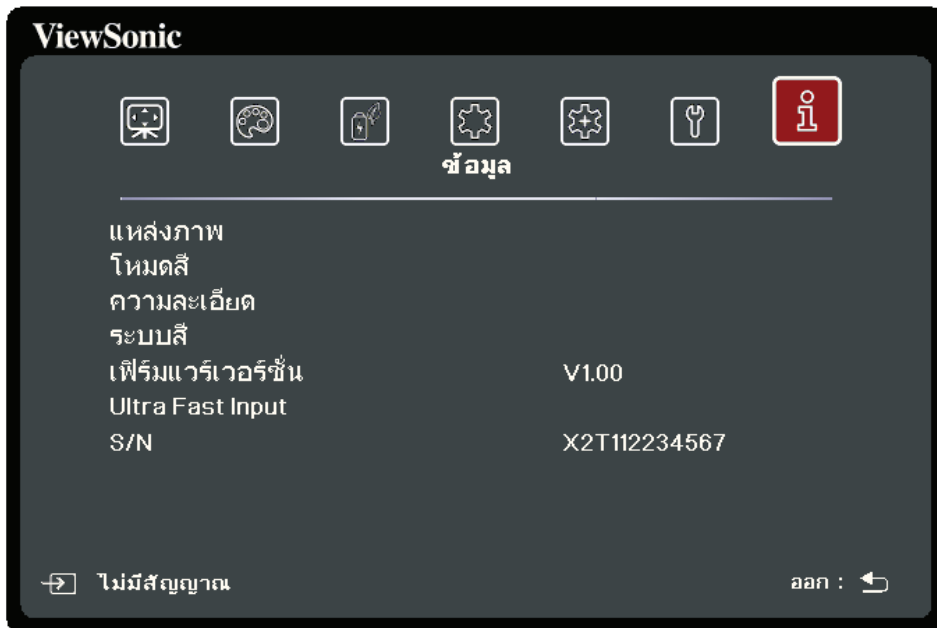 ViewSonic
ข้อมูล
แหล่งภาพ
โหมดสี
ความละเอียด
ระบบสี
เฟิร์มแวร์เวอร์ชั่น V1.00
Ultra Fast Input
S/N X2T112234567
ไม่มีสัญญาณ ออก :